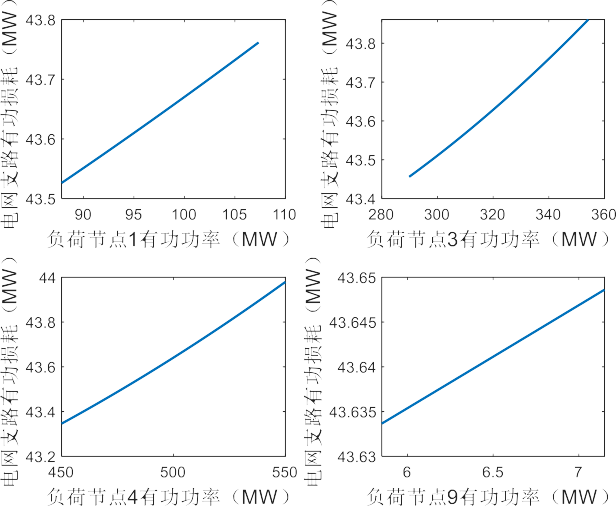 电网支路有功损耗（MW）
43.8
43.7
43.6
43.5
90 95 100 105 110
负荷节点1有功功率（MW）
电网支路有功损耗（MW）
43.8
43.7
43.6
43.5
43.4
280 300 320 340 360
负荷节点3有功功率（MW）
电网支路有功损耗（MW）
44
43.8
43.6
43.4
43.2
450 500 550
负荷节点4有功功率（MW）
电网支路有功损耗（MW）
43.65
43.645
43.64
43.635
43.63
6 6.5 7
负荷节点9有功功率（MW）